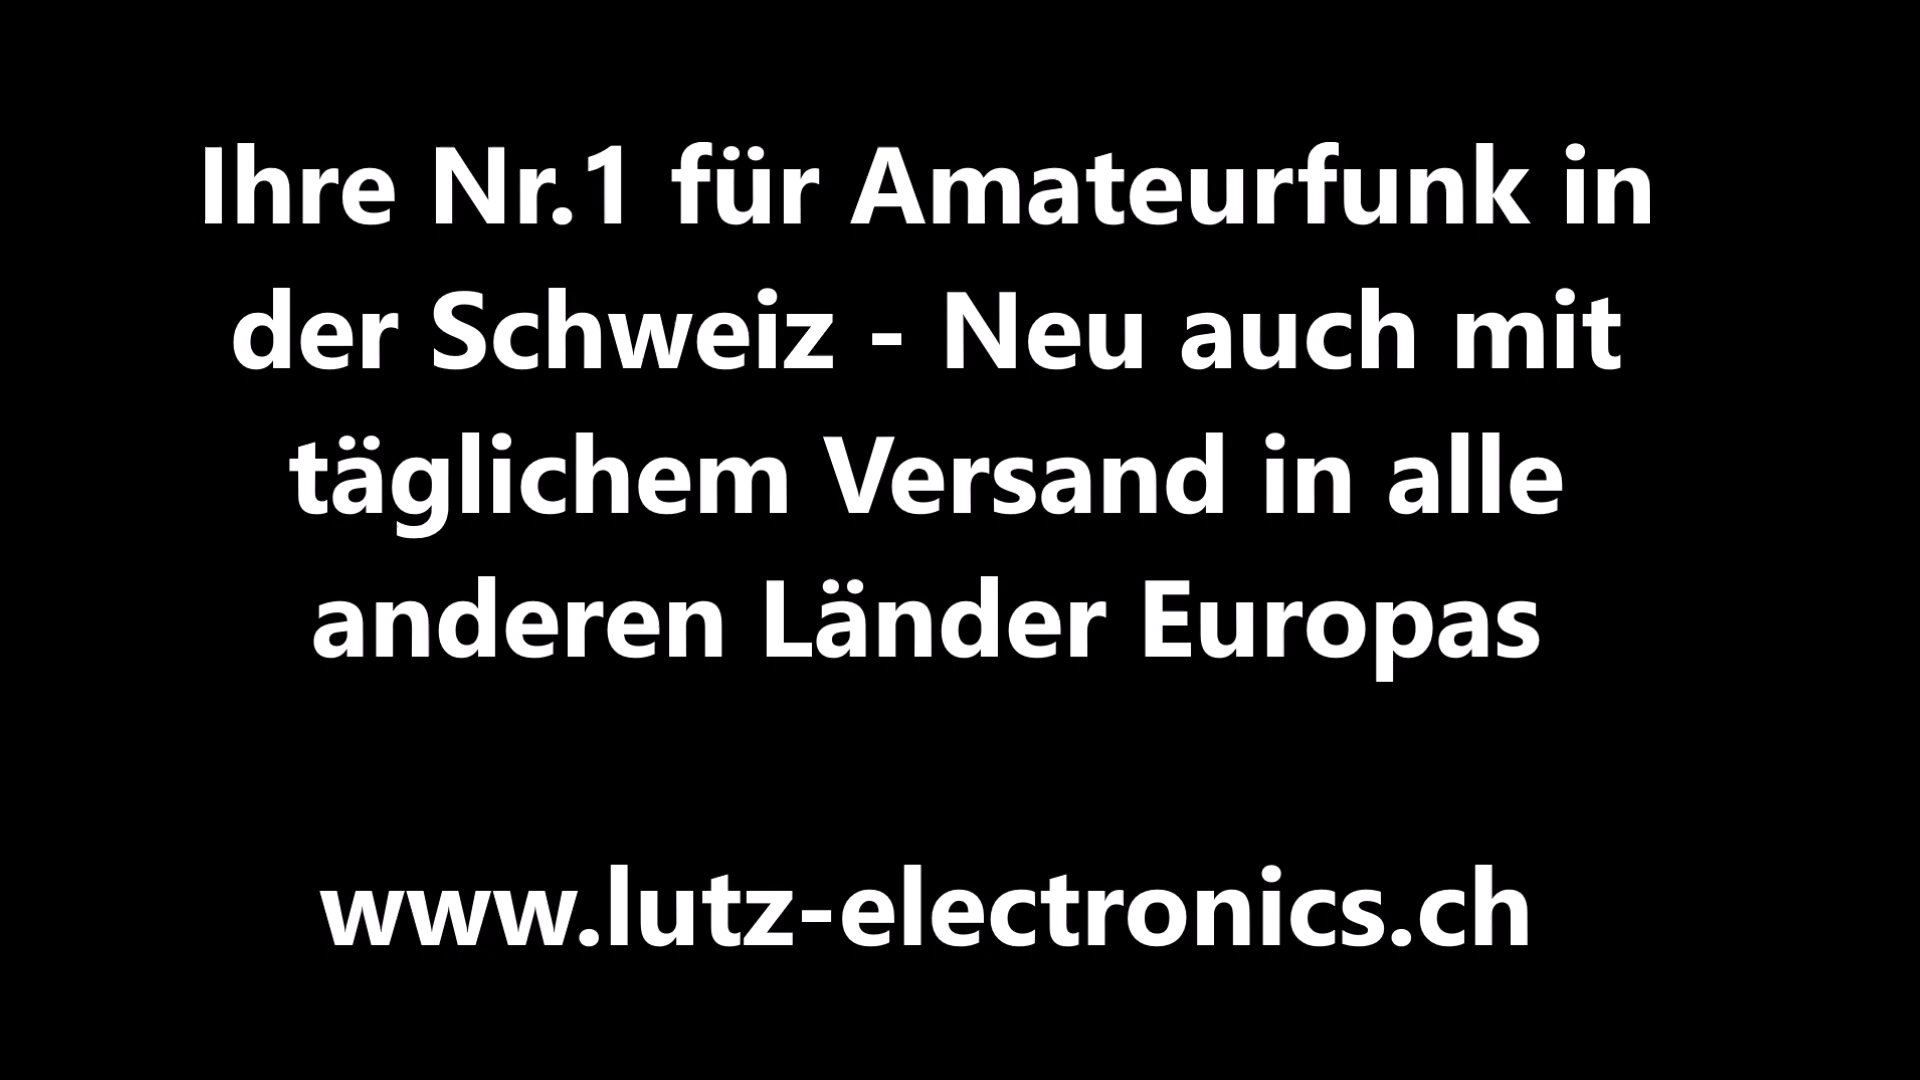 Ihre Nr.1 für Amateurfunk in
der Schweiz - Neu auch mit
täglichem Versand in alle
anderen Länder Europas
www.lutz-electronics.ch